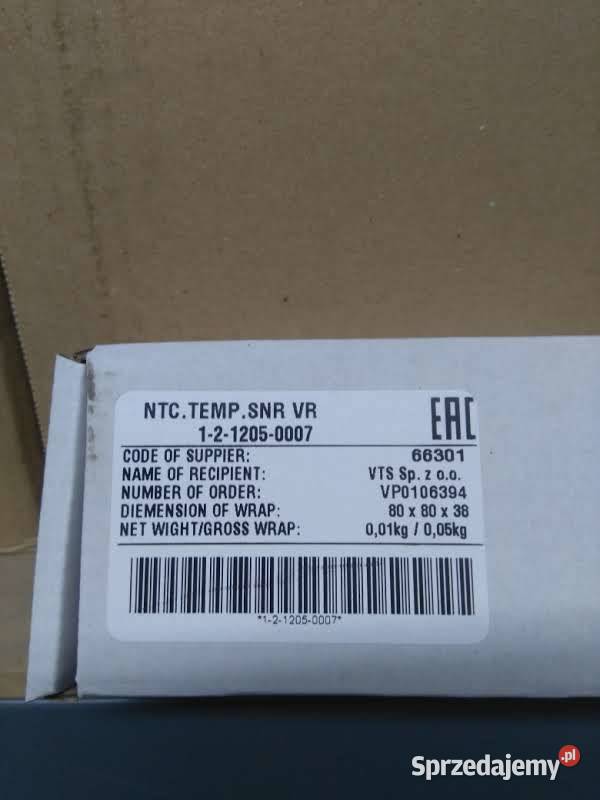 NTC.TEMP.SNR VR
1-2-1205-0007
EAC
CODE OF SUPPIER: 66301
NAME OF RECIPIENT: VTS Sp. z o.o.
NUMBER OF ORDER: VP0106394
DIEMENSION OF WRAP: 80 x 80 x 38
NET WIGHT/GROSS WRAP: 0,01kg / 0,05kg
*1-2-1205-0007*
Sprzedajemy.pl